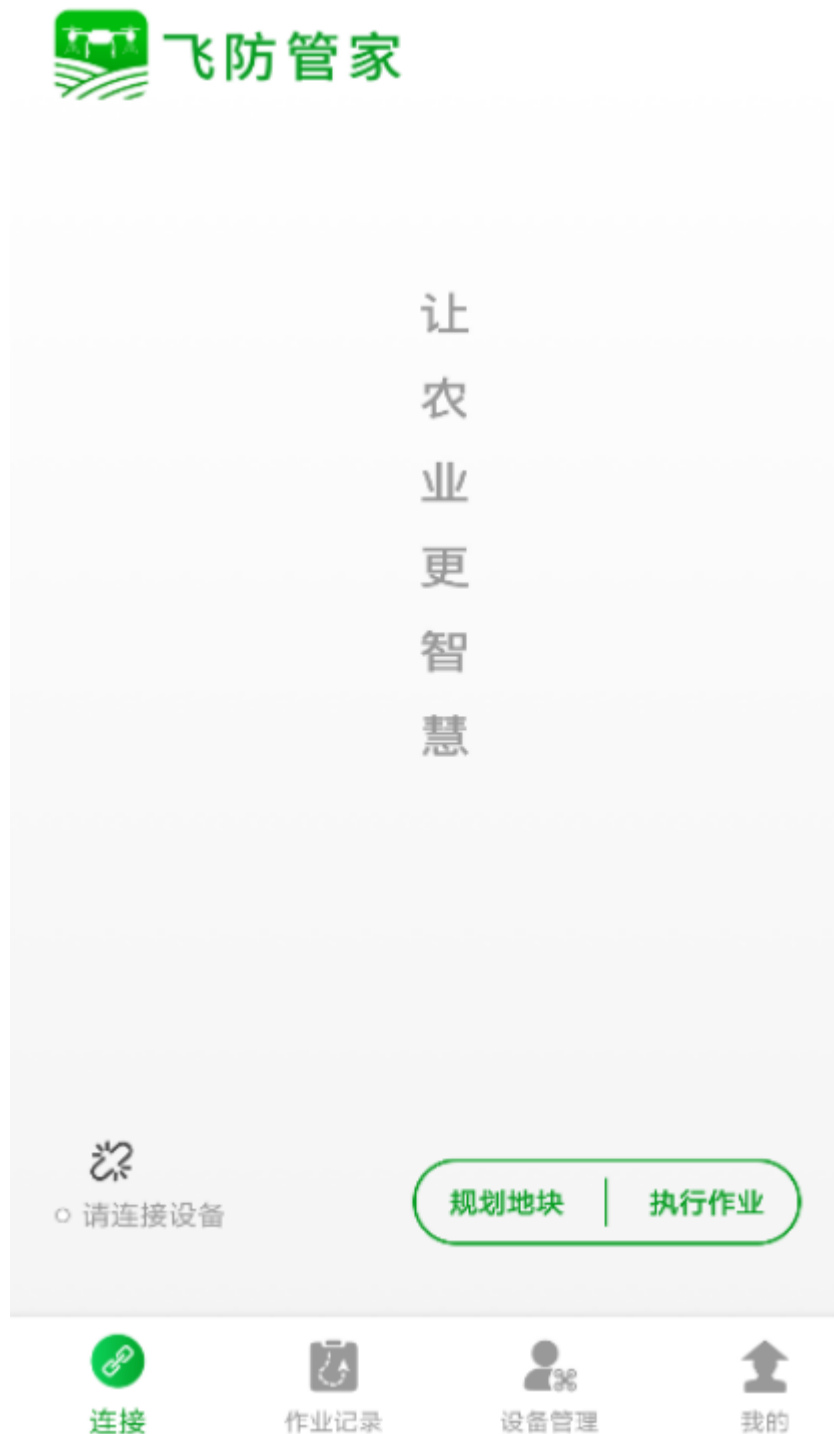 飞防管家
让
农
业
更
智
慧
请连接设备
规划地块 执行作业
连接 作业记录 设备管理 我的